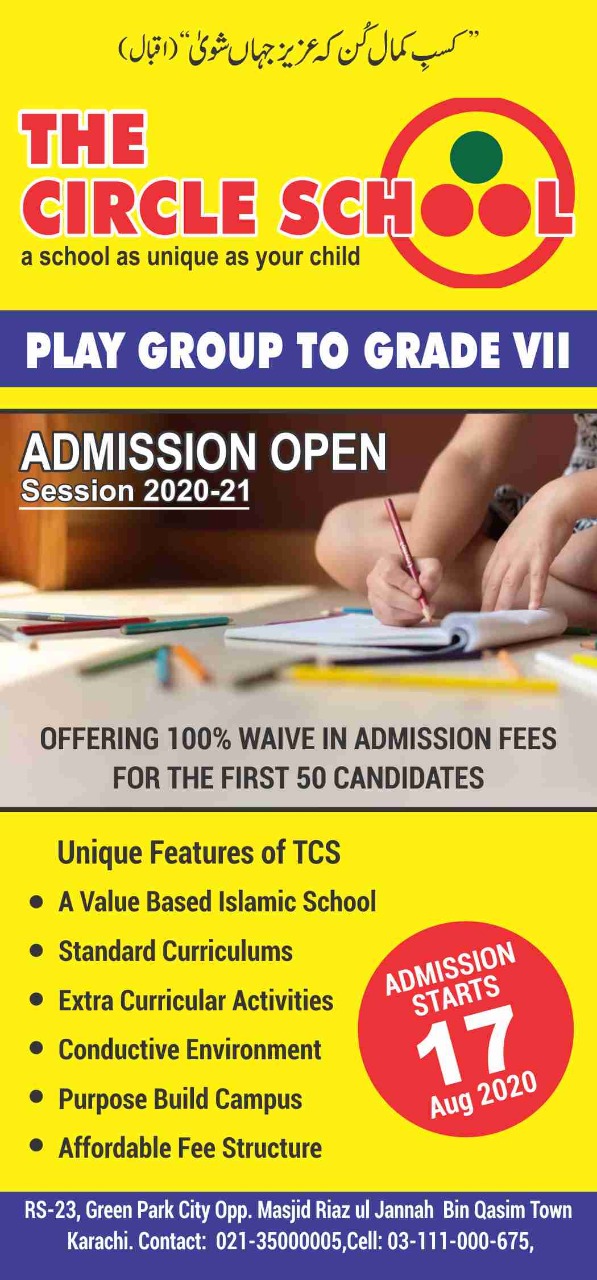 ”کسبِ کمال کُن کہ عزیز جہاں شویٰ“ (اقبال)
THE
CIRCLE SCHOOL
a school as unique as your child
PLAY GROUP TO GRADE VII
ADMISSION OPEN
Session 2020-21
OFFERING 100% WAIVE IN ADMISSION FEES
FOR THE FIRST 50 CANDIDATES
Unique Features of TCS
• A Value Based Islamic School
• Standard Curriculums
• Extra Curricular Activities
• Conductive Environment
• Purpose Build Campus
• Affordable Fee Structure
ADMISSION
STARTS
17
Aug 2020
RS-23, Green Park City Opp. Masjid Riaz ul Jannah Bin Qasim Town
Karachi. Contact: 021-35000005,Cell: 03-111-000-675,